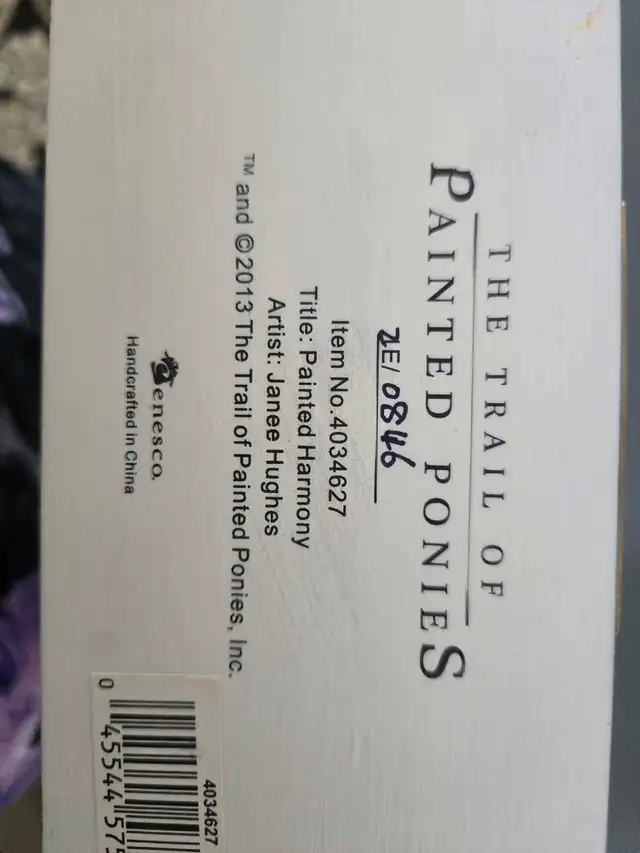 THE TRAIL OF
PAINTED PONIES
2E/0846
Item No.4034627
Title: Painted Harmony
Artist: Janee Hughes
TM and ©2013 The Trail of Painted Ponies, Inc.
enesco.
Handcrafted in China
4034627
0 45544 57